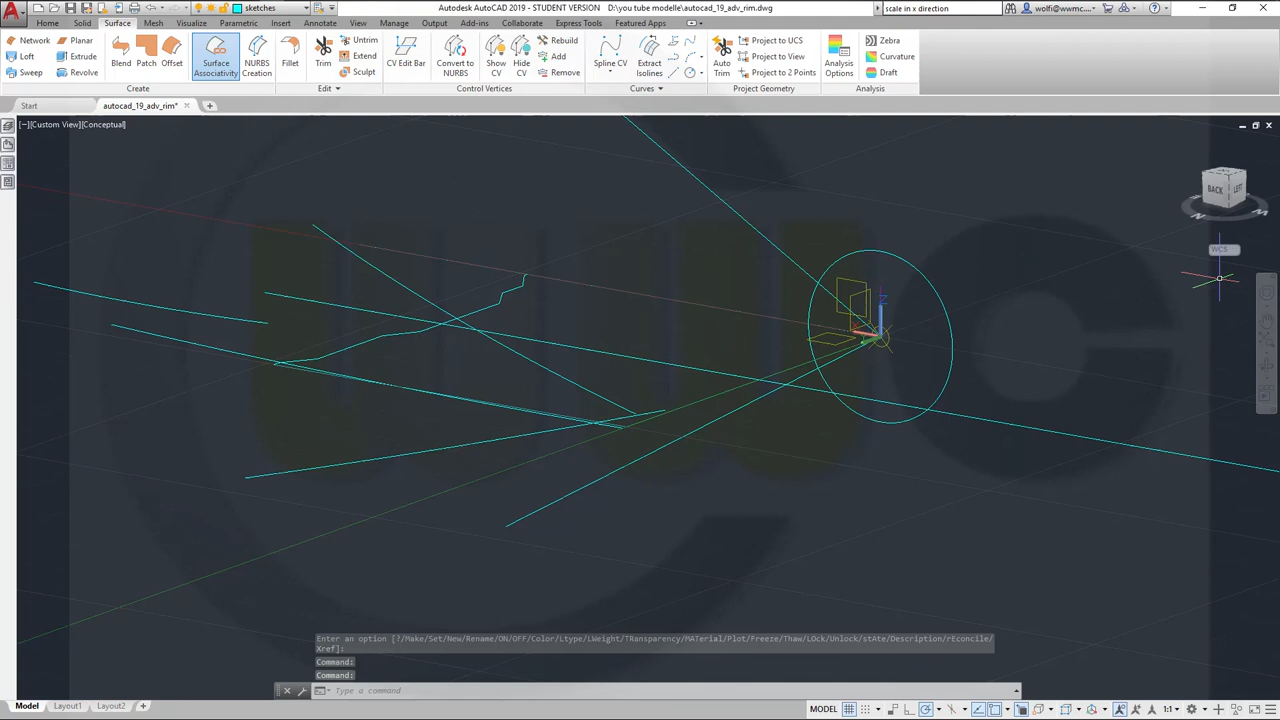 sketches
Autodesk AutoCAD 2019 - STUDENT VERSION D:\you tube modelle\autocad_19_adv_rim.dwg
scale in x direction
wolfi@wwmc...
Home Solid Surface Mesh Visualize Parametric Insert Annotate View Manage Output Add-ins Collaborate Express Tools Featured Apps
Network Planar
Loft Extrude
Sweep Revolve
Blend Patch Offset
Surface
Associativity
NURBS
Creation
Fillet
Trim
Untrim
Extend
Sculpt
CV Edit Bar
Convert to
NURBS
Show
CV
Hide
CV
Rebuild
Add
Remove
Spline CV
Extract
Isolines
Auto
Trim
Project to UCS
Project to View
Project to 2 Points
Analysis
Options
Zebra
Curvature
Draft
Create Edit Control Vertices Curves Project Geometry Analysis
Start autocad_19_adv_rim*
[−][Custom View][Conceptual]
BACK LEFT
WCS
Z
Enter an option [?/Make/Set/New/Rename/ON/OFF/Color/Ltype/LWeight/TRansparency/MATerial/Plot/Freeze/Thaw/LOck/Unlock/stAte/Description/rEconcile/
Xref]:
Command:
Command:
Type a command
Model Layout1 Layout2
MODEL 1:1